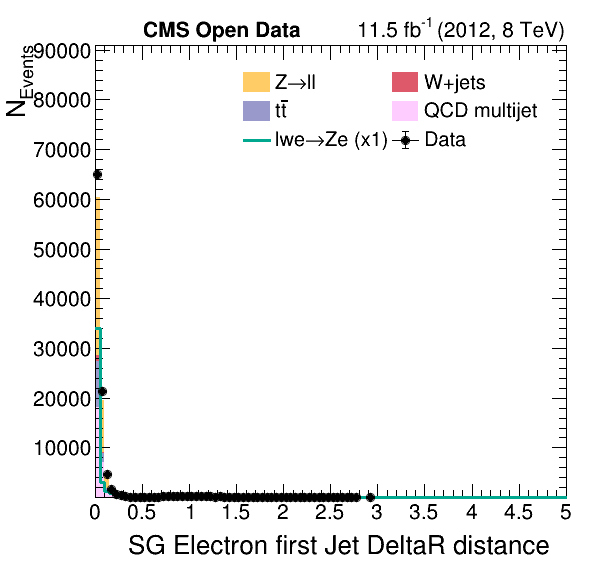 CMS Open Data 11.5 fb⁻¹ (2012, 8 TeV)
N_Events
90000
80000
70000
60000
50000
40000
30000
20000
10000
Z→ll W+jets
tt̄ QCD multijet
lwe→Ze (x1) Data
0 0.5 1 1.5 2 2.5 3 3.5 4 4.5 5
SG Electron first Jet DeltaR distance